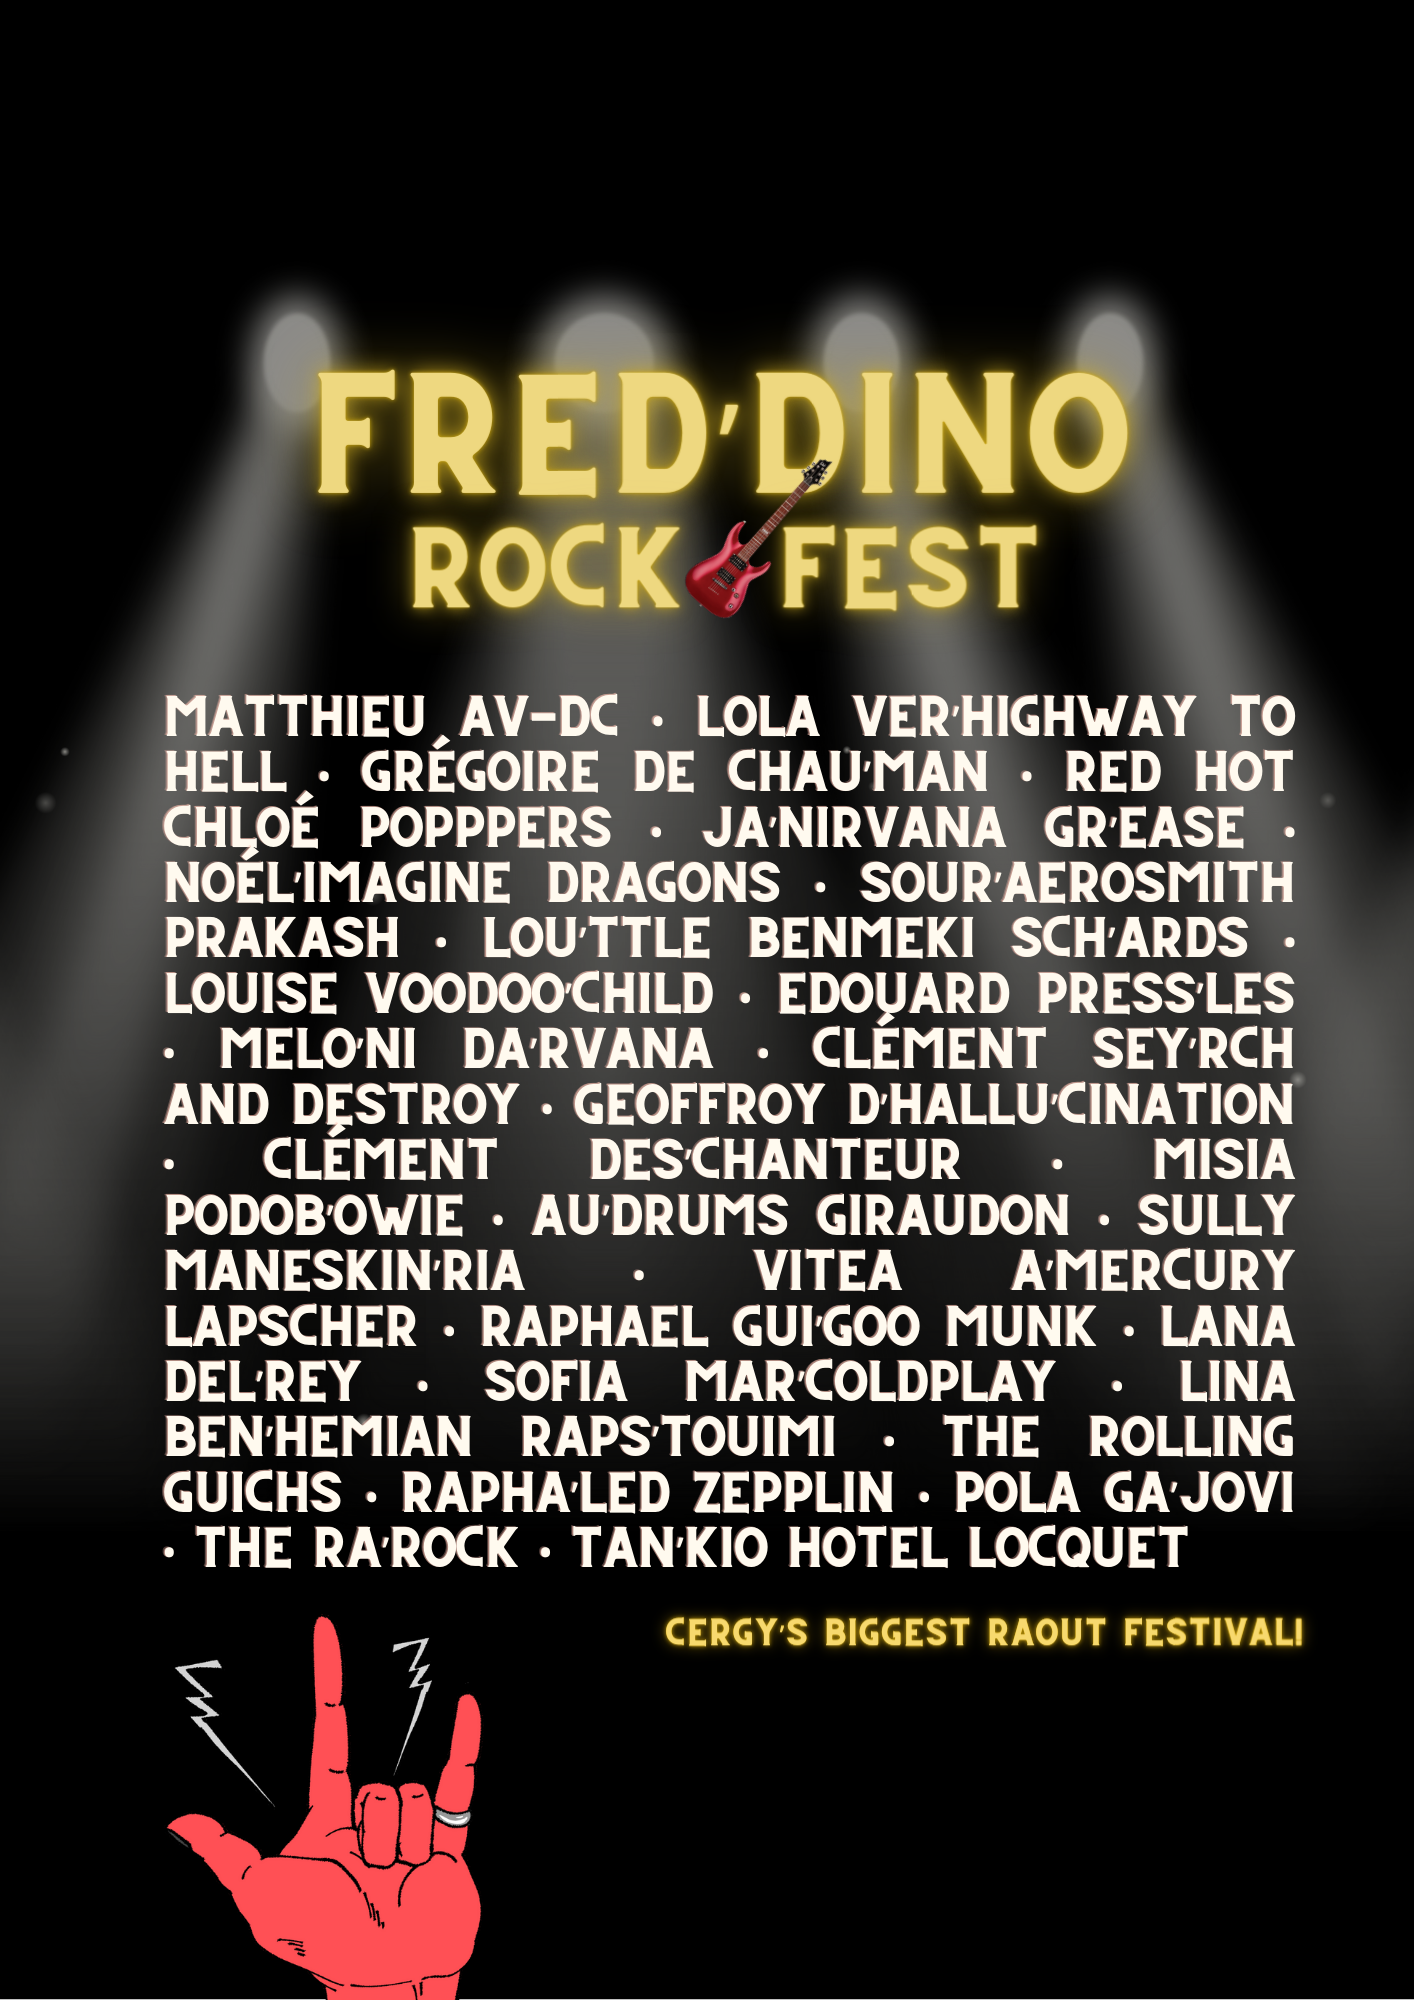 FRED'DINO
ROCK FEST
MATTHIEU AV-DC • LOLA VER'HIGHWAY TO
HELL • GRÉGOIRE DE CHAU'MAN • RED HOT
CHLOÉ POPPPERS • JA'NIRVANA GR'EASE •
NOÉL'IMAGINE DRAGONS • SOUR'AEROSMITH
PRAKASH • LOU'TTLE BENMEKI SCH'ARDS •
LOUISE VOODOO'CHILD • EDOUARD PRESS'LES
• MELO'NI DA'RVANA • CLÉMENT SEY'RCH
AND DESTROY • GEOFFROY D'HALLU'CINATION
• CLÉMENT DES'CHANTEUR • MISIA
PODOB'OWIE • AU'DRUMS GIRAUDON • SULLY
MANESKIN'RIA • VITEA A'MERCURY
LAPSCHER • RAPHAEL GUI'GOO MUNK • LANA
DEL'REY • SOFIA MAR'COLDPLAY • LINA
BEN'HEMIAN RAPS'TOUIMI • THE ROLLING
GUICHS • RAPHA'LED ZEPPLIN • POLA GA'JOVI
• THE RA'ROCK • TAN'KIO HOTEL LOCQUET
CERGY'S BIGGEST RAOUT FESTIVAL!